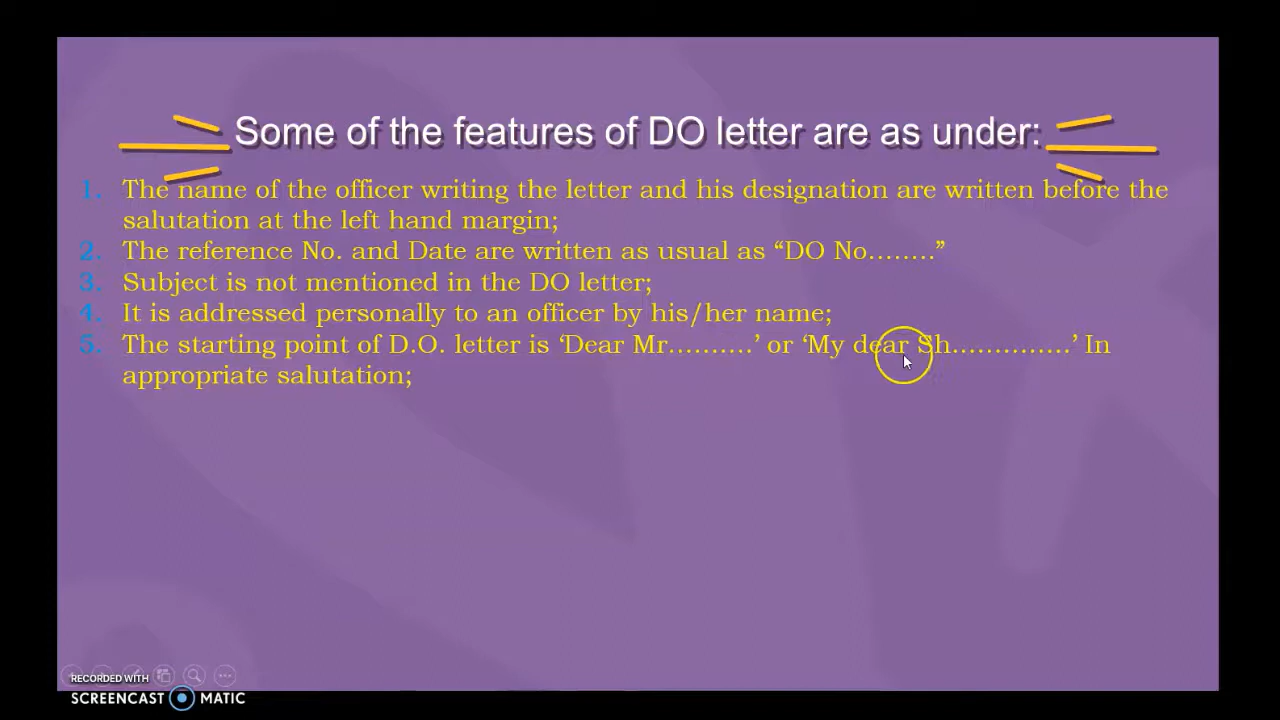 Some of the features of DO letter are as under:
1. The name of the officer writing the letter and his designation are written before the
salutation at the left hand margin;
2. The reference No. and Date are written as usual as “DO No……..”
3. Subject is not mentioned in the DO letter;
4. It is addressed personally to an officer by his/her name;
5. The starting point of D.O. letter is ‘Dear Mr……….’ or ‘My dear Sh…………..’ In
appropriate salutation;
RECORDED WITH
SCREENCAST MATIC